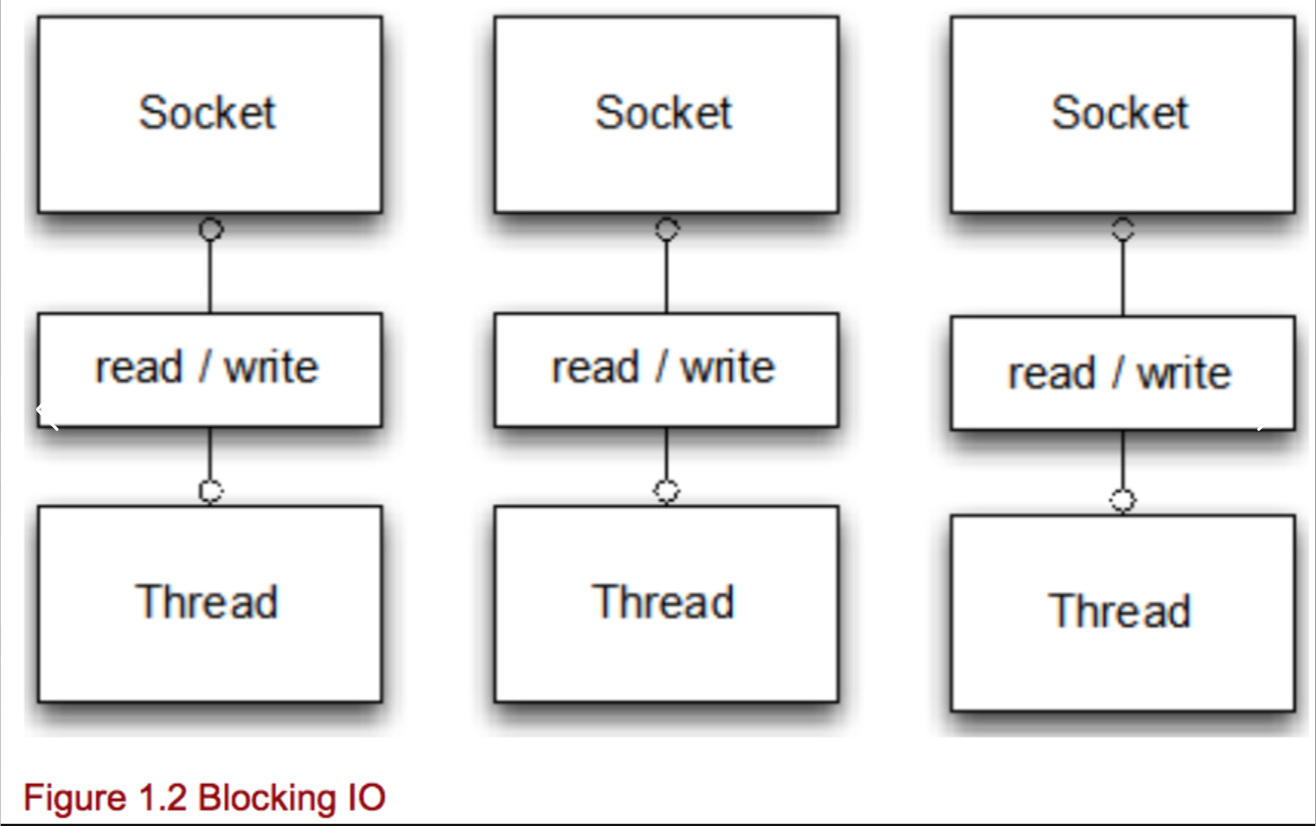 Socket Socket Socket
read / write read / write read / write
Thread Thread Thread
Figure 1.2 Blocking IO